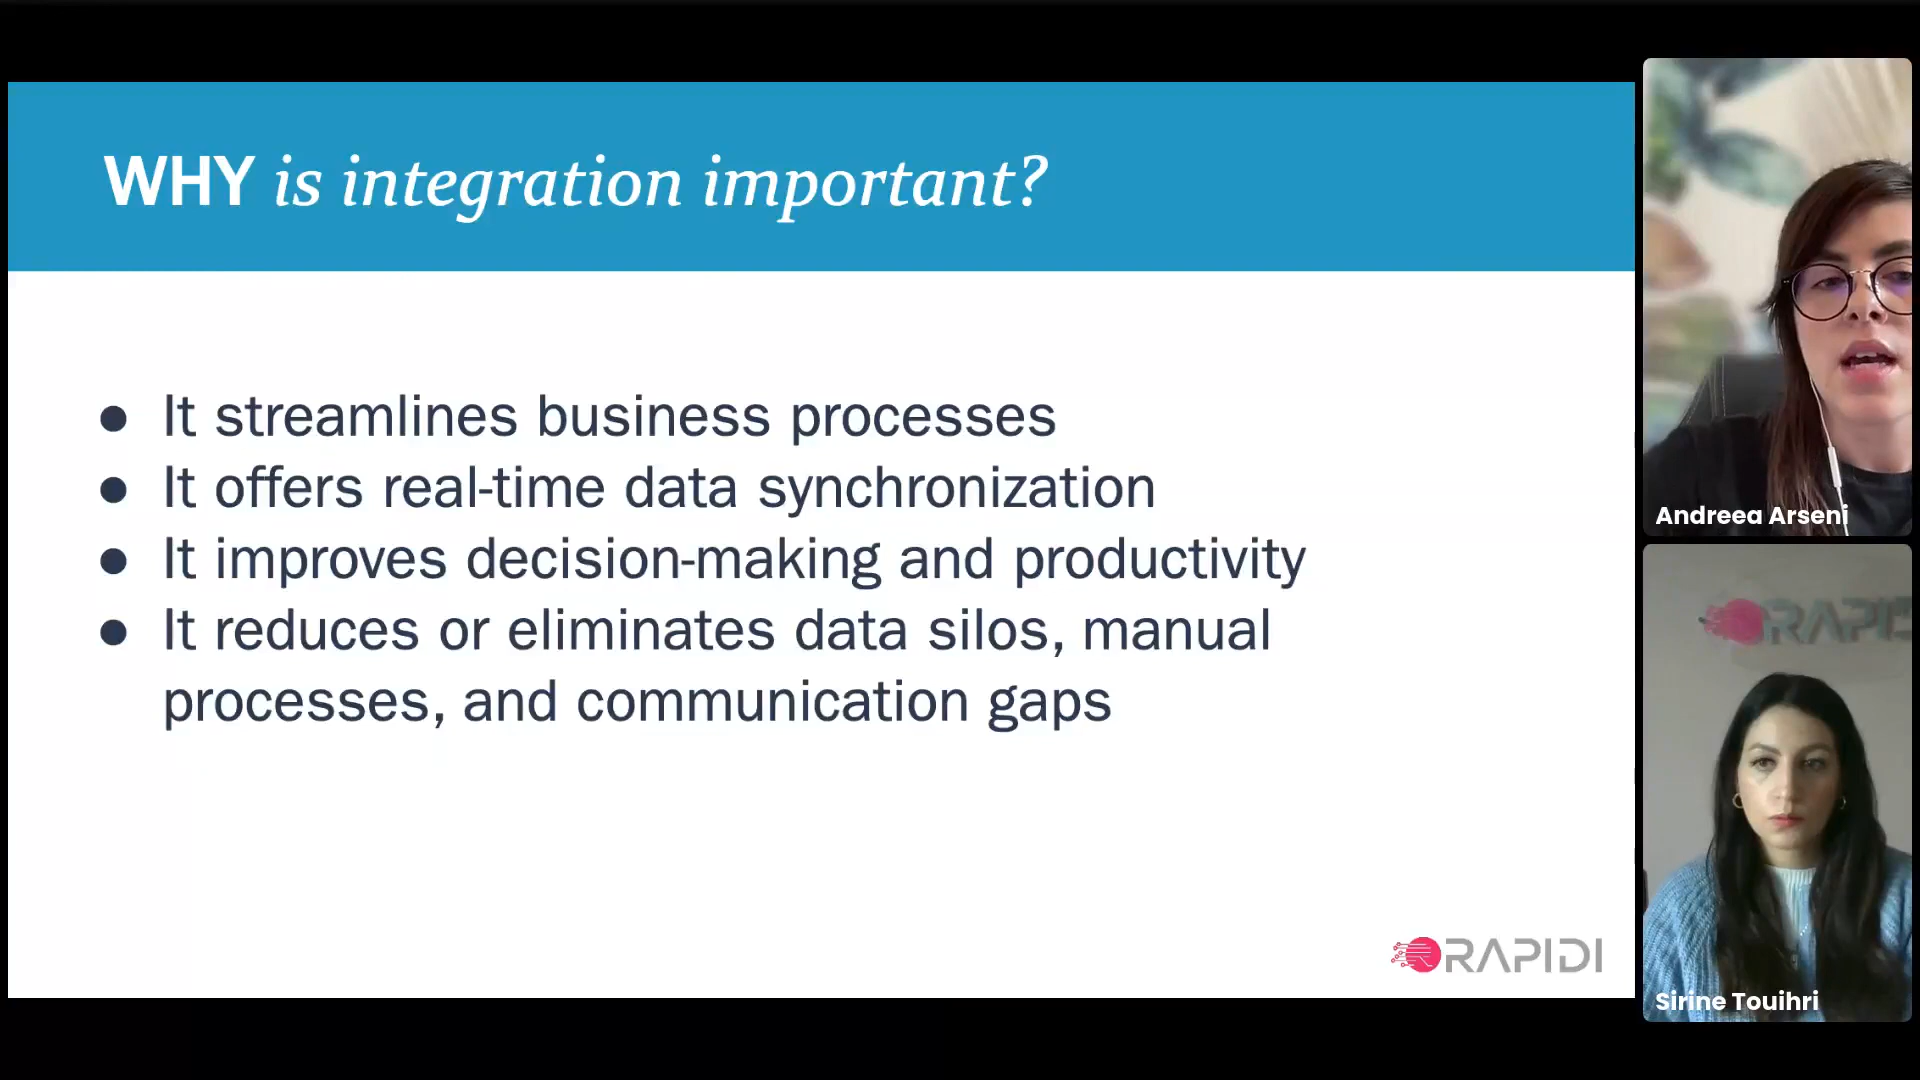 WHY is integration important?
● It streamlines business processes
● It offers real-time data synchronization
● It improves decision-making and productivity
● It reduces or eliminates data silos, manual
processes, and communication gaps
RAPIDI
Andreea Arseni
RAPID
Sirine Touihri